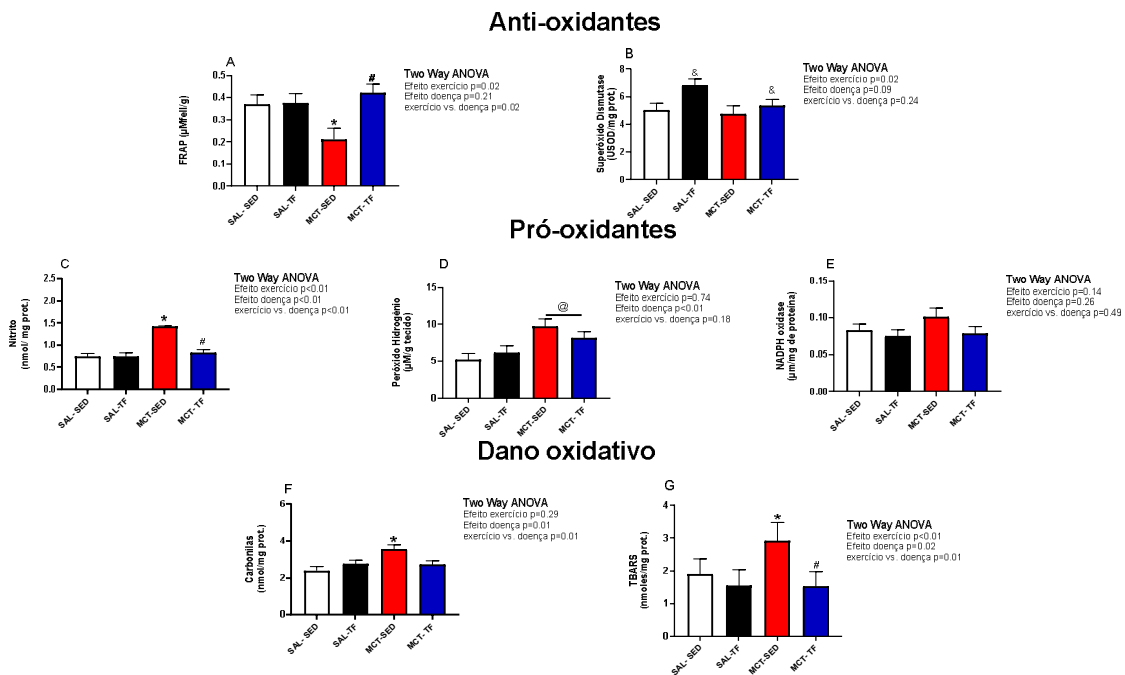 Anti-oxidantes
A
FRAP (µMfeII/g)
0.4
0.3
0.2
0.1
0.0
*
#
SAL- SED
SAL-TF
MCT-SED
MCT- TF
Two Way ANOVA
Efeito exercício p=0.02
Efeito doença p=0.21
exercício vs. doença p=0.02
B
Superóxido Dismutase
(USOD/mg prot.)
8
6
4
2
0
&
&
SAL- SED
SAL-TF
MCT-SED
MCT- TF
Two Way ANOVA
Efeito exercício p=0.02
Efeito doença p=0.09
exercício vs. doença p=0.24
Pró-oxidantes
C
Nitrito
(nmol/ mg prot.)
2.5
2.0
1.5
1.0
0.5
0.0
*
#
SAL- SED
SAL-TF
MCT-SED
MCT- TF
Two Way ANOVA
Efeito exercício p<0.01
Efeito doença p<0.01
exercício vs. doença p<0.01
D
Peróxido Hidrogênio
(µM/g tecido)
15
10
5
0
@
SAL- SED
SAL-TF
MCT-SED
MCT- TF
Two Way ANOVA
Efeito exercício p=0.74
Efeito doença p<0.01
exercício vs. doença p=0.18
E
NADPH oxidase
(µm/mg de proteína)
0.15
0.10
0.05
0.00
SAL- SED
SAL-TF
MCT-SED
MCT- TF
Two Way ANOVA
Efeito exercício p=0.14
Efeito doença p=0.26
exercício vs. doença p=0.49
Dano oxidativo
F
Carbonilas
(nmol/mg prot.)
6
4
2
0
*
SAL- SED
SAL-TF
MCT-SED
MCT- TF
Two Way ANOVA
Efeito exercício p=0.29
Efeito doença p=0.01
exercício vs. doença p=0.01
G
TBARS
(nmoles/mg prot.)
4
3
2
1
0
*
#
SAL- SED
SAL-TF
MCT-SED
MCT- TF
Two Way ANOVA
Efeito exercício p<0.01
Efeito doença p=0.02
exercício vs. doença p=0.01